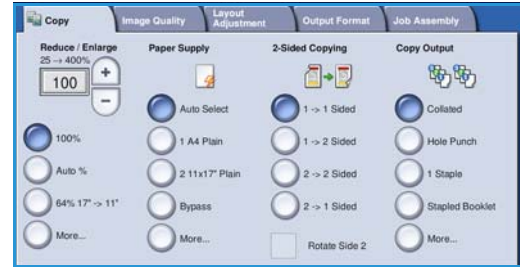 Copy
Image Quality
Layout
Adjustment
Output Format
Job Assembly
Reduce / Enlarge
25 → 400%
100
+
-
100%
Auto %
64% 17" -> 11"
More...
Paper Supply
Auto Select
1 A4 Plain
2 11x17" Plain
Bypass
More...
2-Sided Copying
1 -> 1 Sided
1 -> 2 Sided
2 -> 2 Sided
2 -> 1 Sided
Rotate Side 2
Copy Output
Collated
Hole Punch
1 Staple
Stapled Booklet
More...